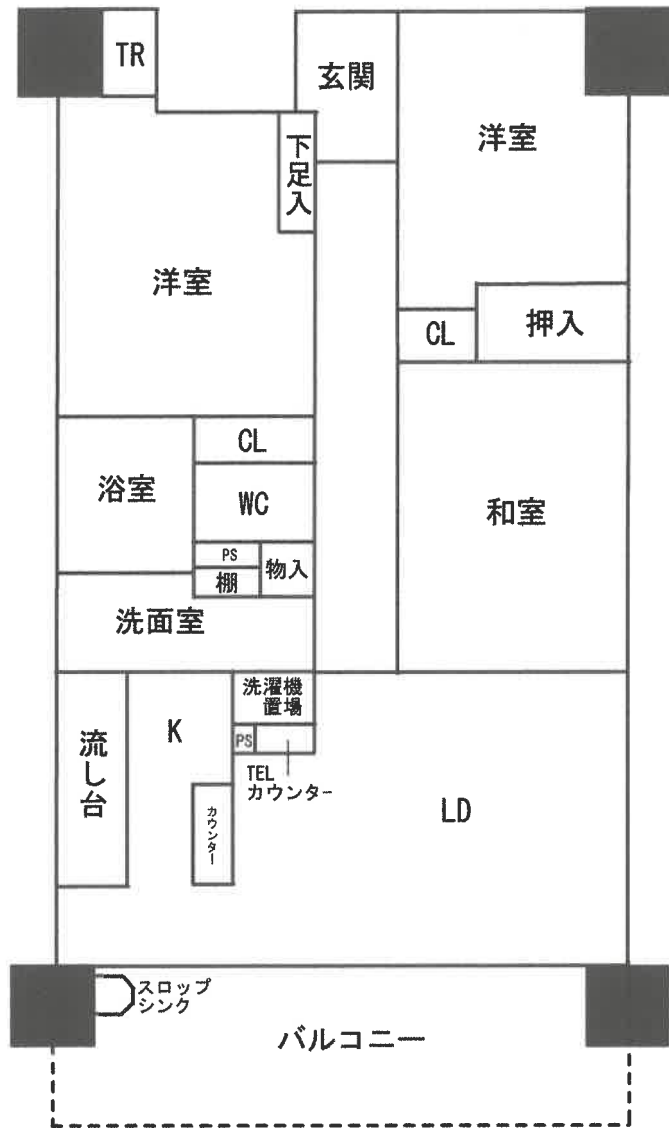 TR
玄関
洋室
下足入
洋室
CL
押入
CL
浴室
WC
和室
PS
物入
棚
洗面室
洗濯機
置場
K
流し台
PS
TEL
カウンター
カウンター
LD
スロップ
シンク
バルコニー